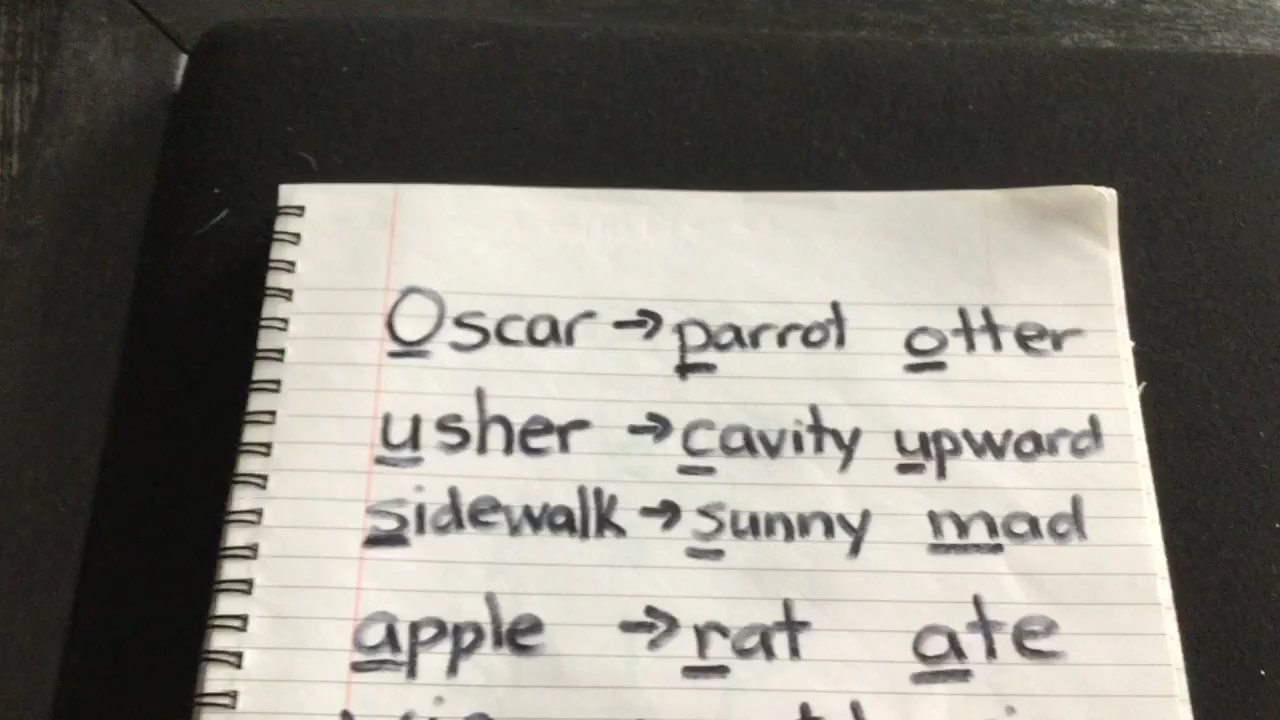 Oscar → parrot otter
usher → cavity upward
sidewalk → sunny mad
apple → rat ate